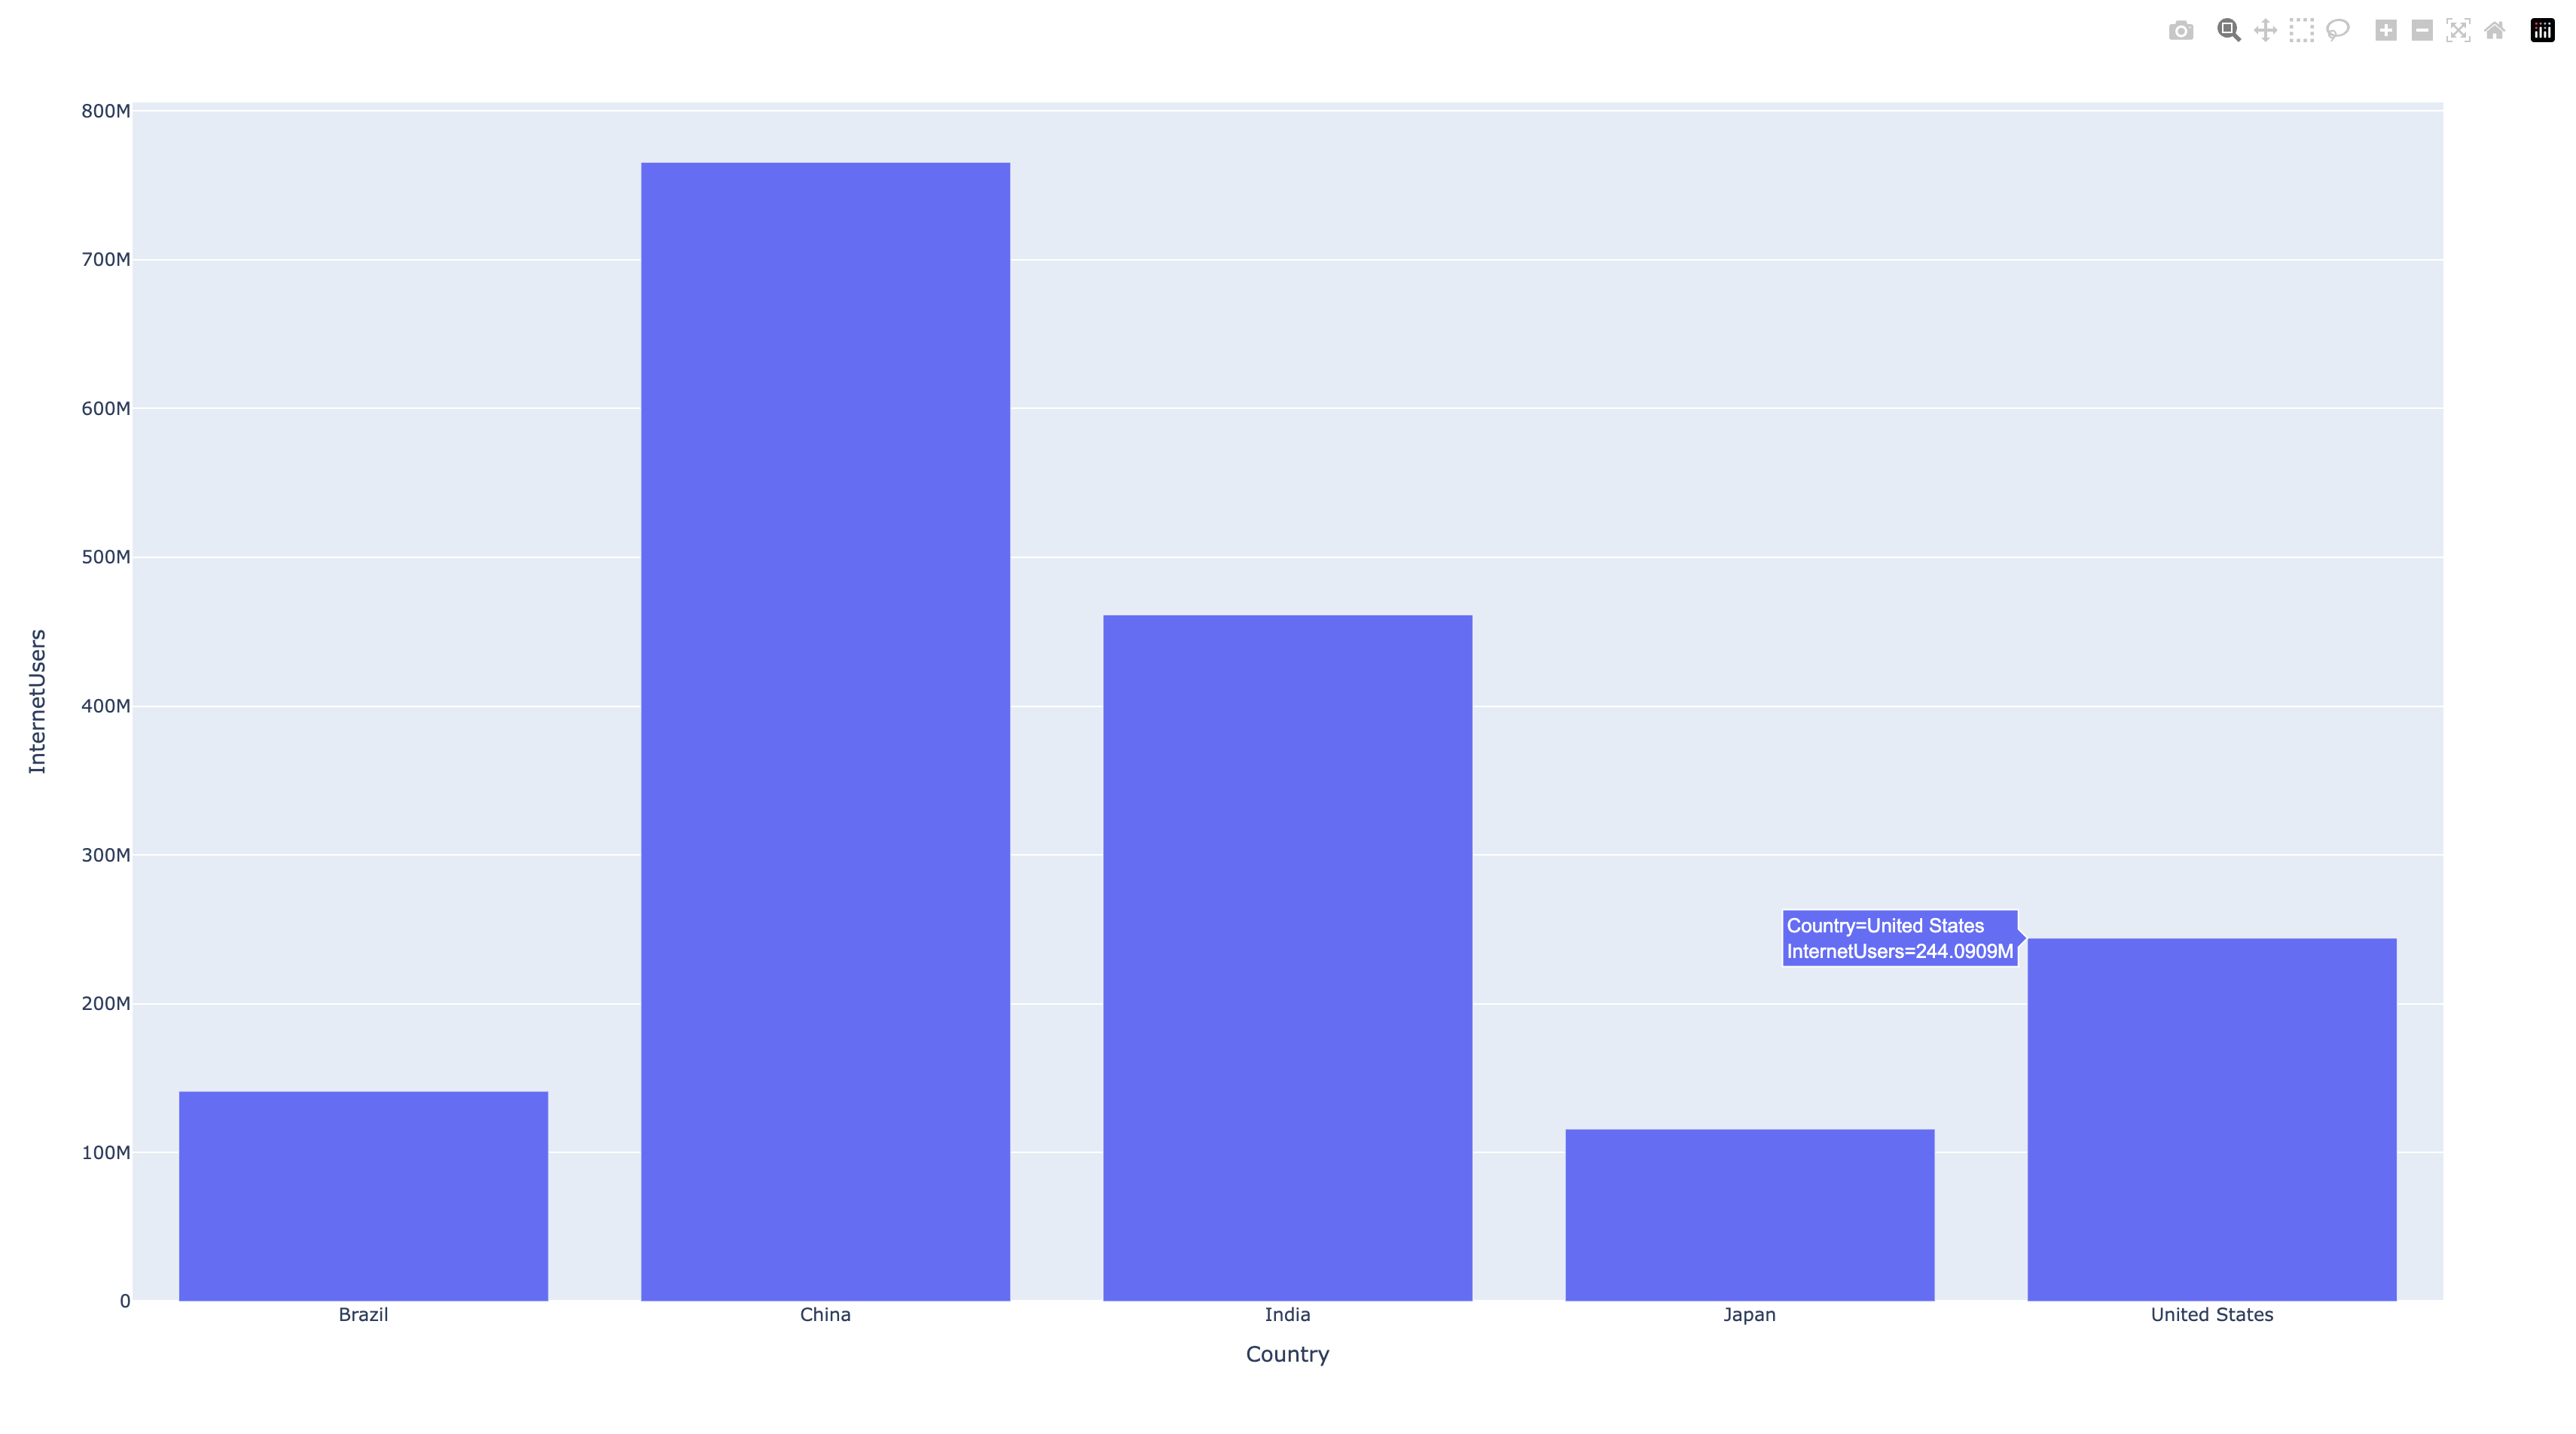 800M
700M
600M
500M
400M
300M
200M
100M
0
InternetUsers
Country=United States
InternetUsers=244.0909M
Brazil
China
India
Japan
United States
Country